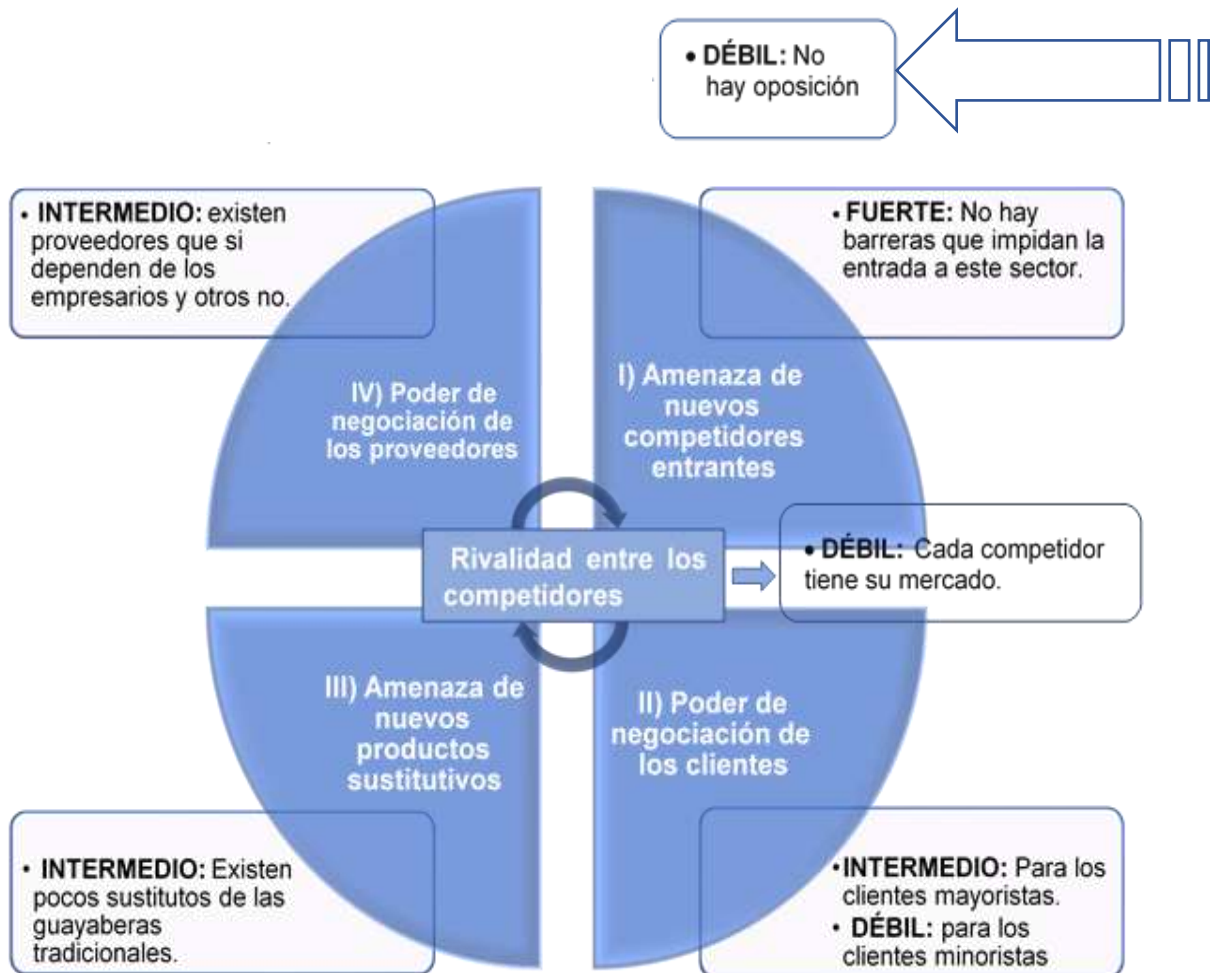 • DÉBIL: No
hay oposición
• INTERMEDIO: existen
proveedores que si
dependen de los
empresarios y otros no.
• FUERTE: No hay
barreras que impidan la
entrada a este sector.
IV) Poder de
negociación de
los proveedores
I) Amenaza de
nuevos
competidores
entrantes
Rivalidad entre los
competidores
• DÉBIL: Cada competidor
tiene su mercado.
III) Amenaza de
nuevos
productos
sustitutivos
II) Poder de
negociación de
los clientes
• INTERMEDIO: Existen
pocos sustitutos de las
guayaberas
tradicionales.
• INTERMEDIO: Para los
clientes mayoristas.
• DÉBIL: para los
clientes minoristas